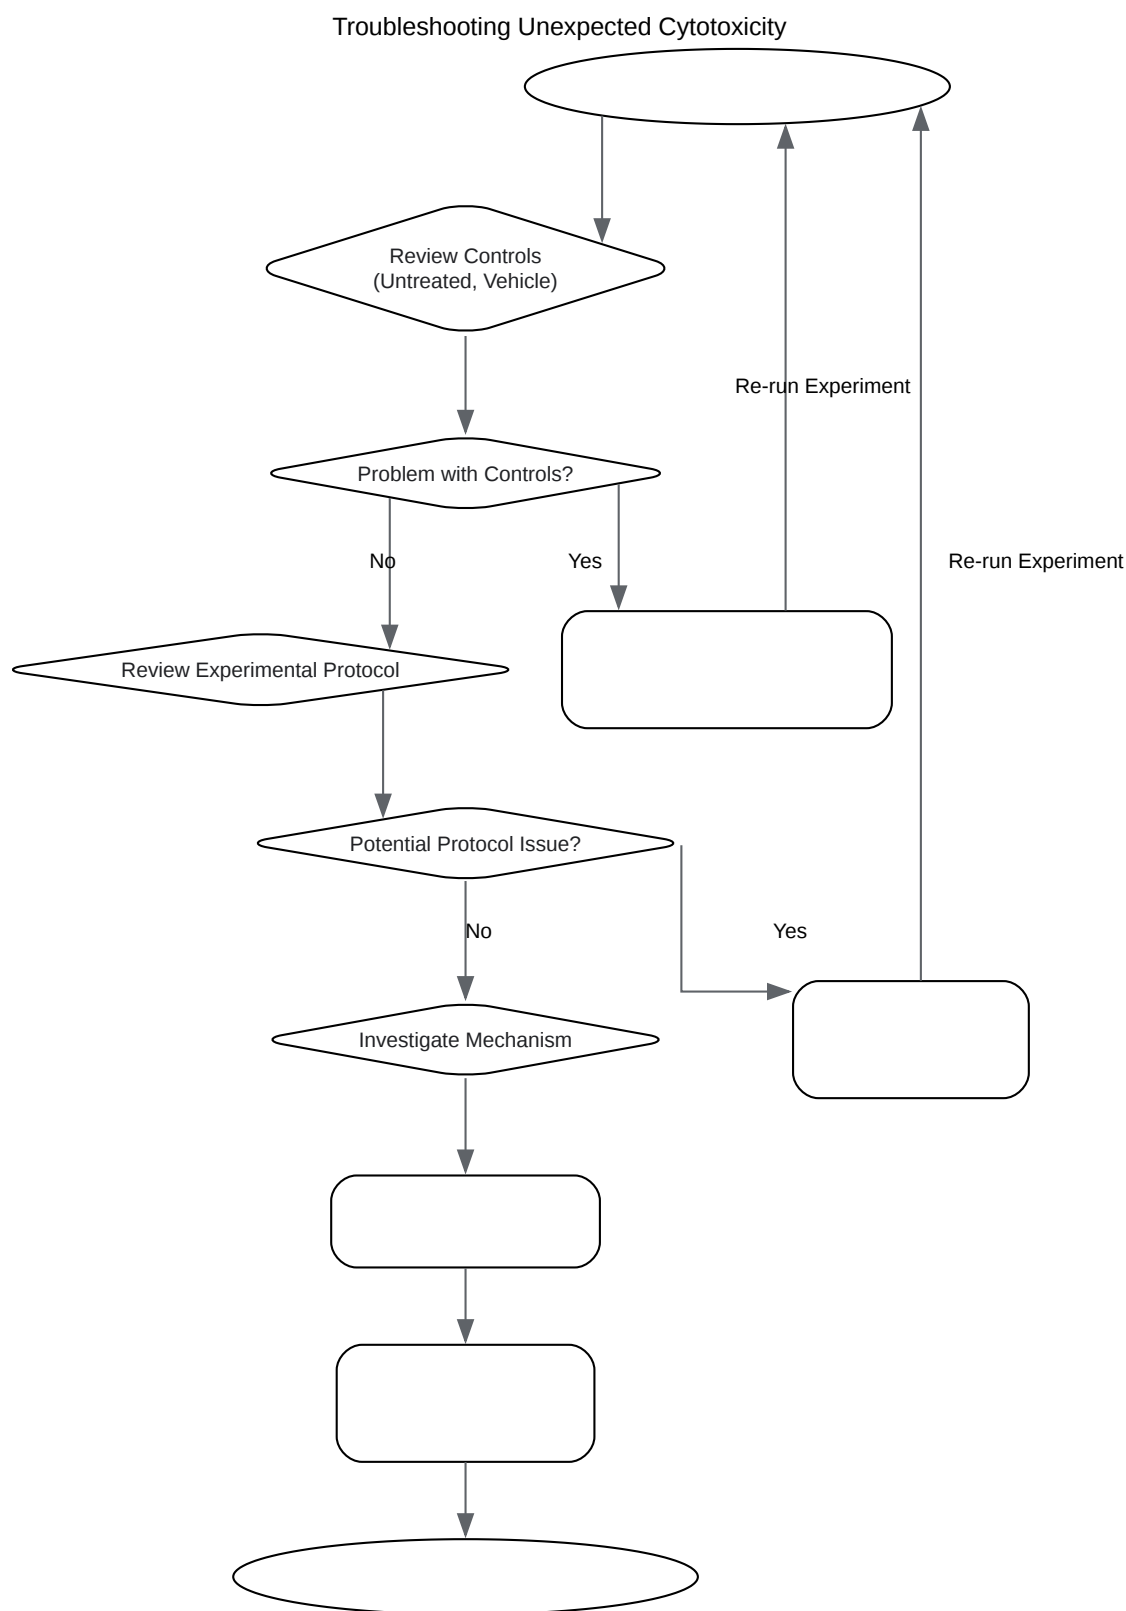 Troubleshooting Unexpected Cytotoxicity
Review Controls
(Untreated, Vehicle)
Re-run Experiment
Problem with Controls?
No
Yes
Re-run Experiment
Review Experimental Protocol
Potential Protocol Issue?
No
Yes
Investigate Mechanism